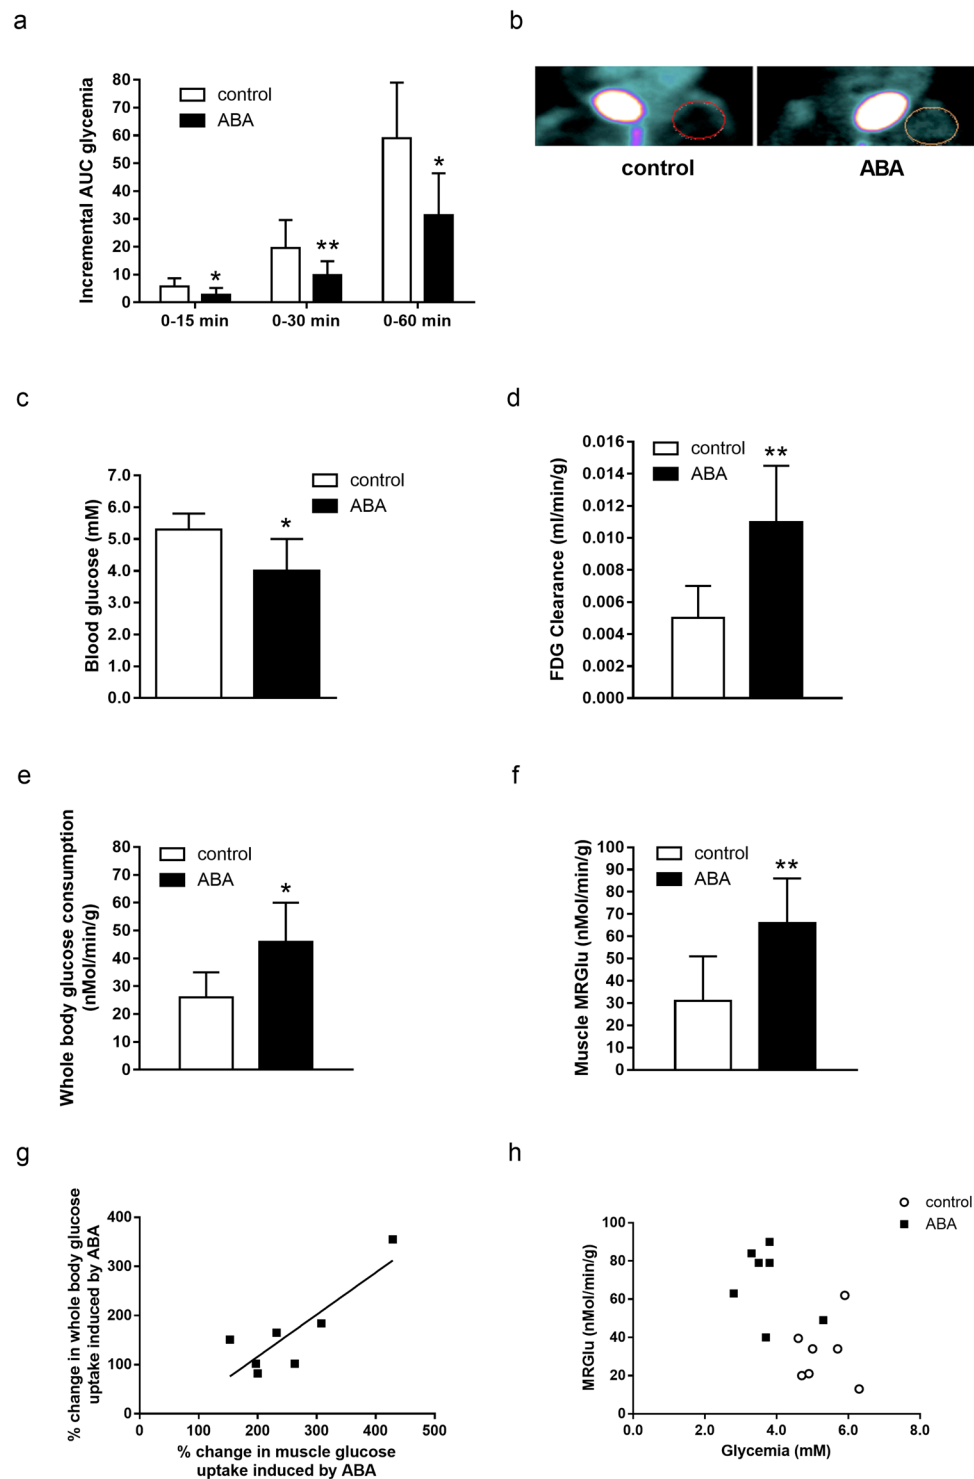 a
Incremental AUC glycemia
80
70
60
50
40
30
20
10
0
control
ABA
*
**
*
0-15 min 0-30 min 0-60 min
b
control ABA
c
Blood glucose (mM)
7.0
6.0
5.0
4.0
3.0
2.0
1.0
0.0
control
ABA
*
d
FDG Clearance (ml/min/g)
0.016
0.014
0.012
0.010
0.008
0.006
0.004
0.002
0.000
control
ABA
**
e
Whole body glucose consumption
(nMol/min/g)
80
70
60
50
40
30
20
10
0
control
ABA
*
f
Muscle MRGlu (nMol/min/g)
100
90
80
70
60
50
40
30
20
10
0
control
ABA
**
g
% change in whole body glucose
uptake induced by ABA
400
300
200
100
0
0 100 200 300 400 500
% change in muscle glucose
uptake induced by ABA
h
control
ABA
MRGlu (nMol/min/g)
100
80
60
40
20
0
0.0 2.0 4.0 6.0 8.0
Glycemia (mM)